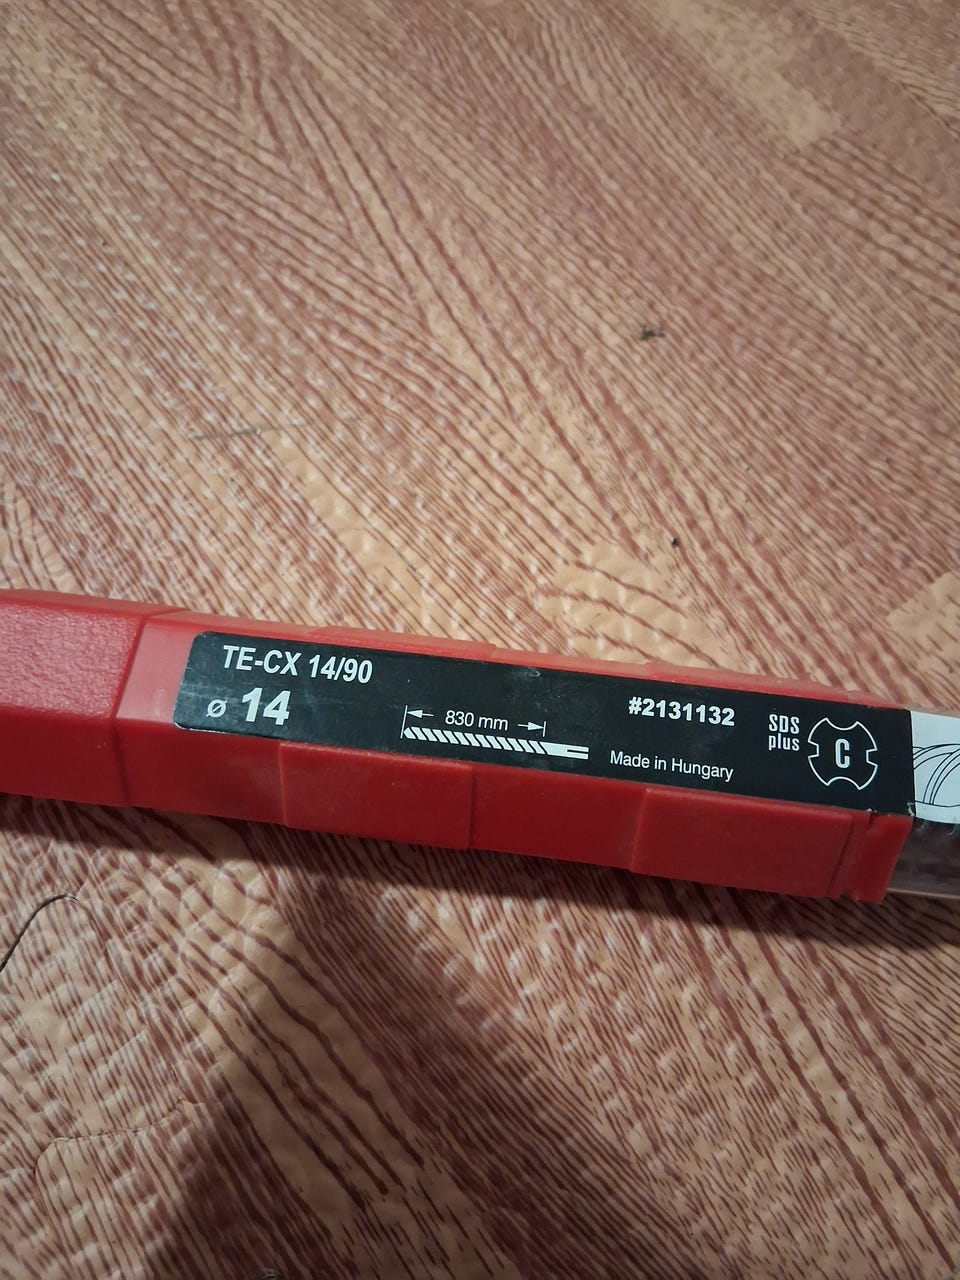 TE-CX 14/90
ø 14
830 mm
#2131132
Made in Hungary
SDS
plus
C